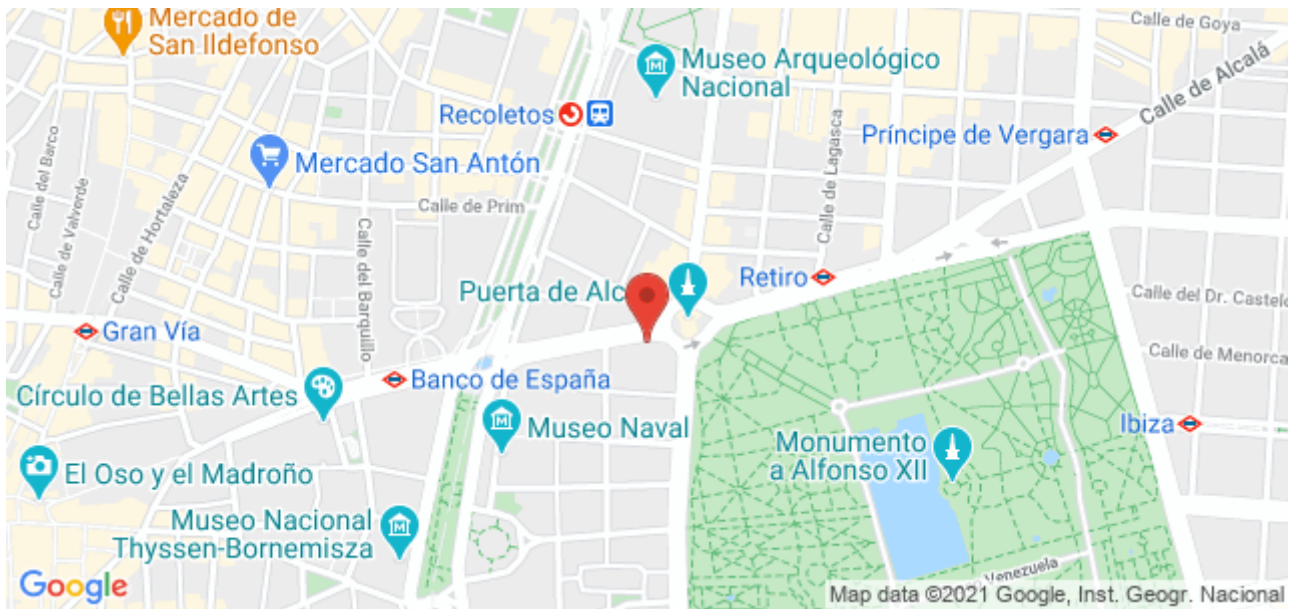 Mercado de
San Ildefonso
Calle de Goya
Calle de Alcalá
Museo Arqueológico
Nacional
Recoletos
Príncipe de Vergara
Calle de Lagasca
Mercado San Antón
Calle de Prim
Calle del Barco
Calle de Valverde
Calle de Hortaleza
Calle del Barquillo
Puerta de Alc
Retiro
Calle del Dr. Castelo
Gran Vía
Calle de Menorca
Banco de España
Círculo de Bellas Artes
Museo Naval
Ibiza
Monumento
a Alfonso XII
El Oso y el Madroño
Museo Nacional
Thyssen-Bornemisza
Venezuela
Google
Map data ©2021 Google, Inst. Geogr. Nacional